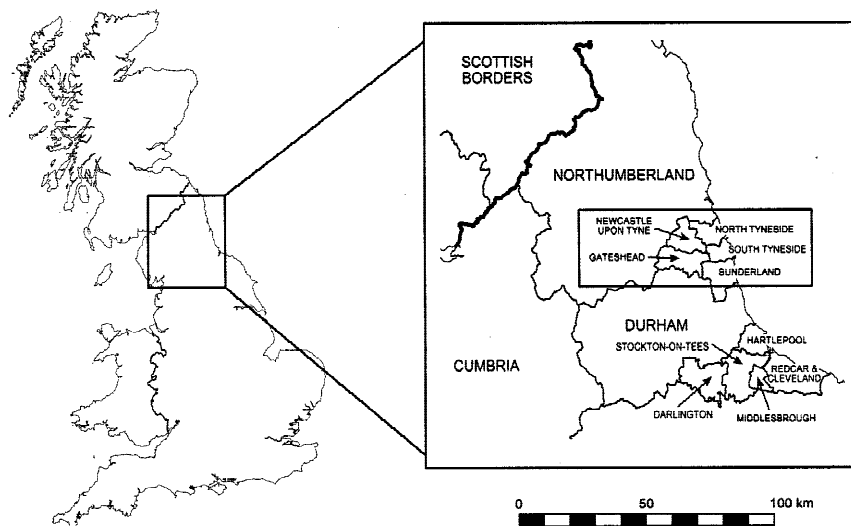 SCOTTISH
BORDERS
NORTHUMBERLAND
NEWCASTLE
UPON TYNE
NORTH TYNESIDE
SOUTH TYNESIDE
GATESHEAD
SUNDERLAND
DURHAM
HARTLEPOOL
STOCKTON-ON-TEES
CUMBRIA
REDCAR &
CLEVELAND
DARLINGTON
MIDDLESBROUGH
0 50 100 km